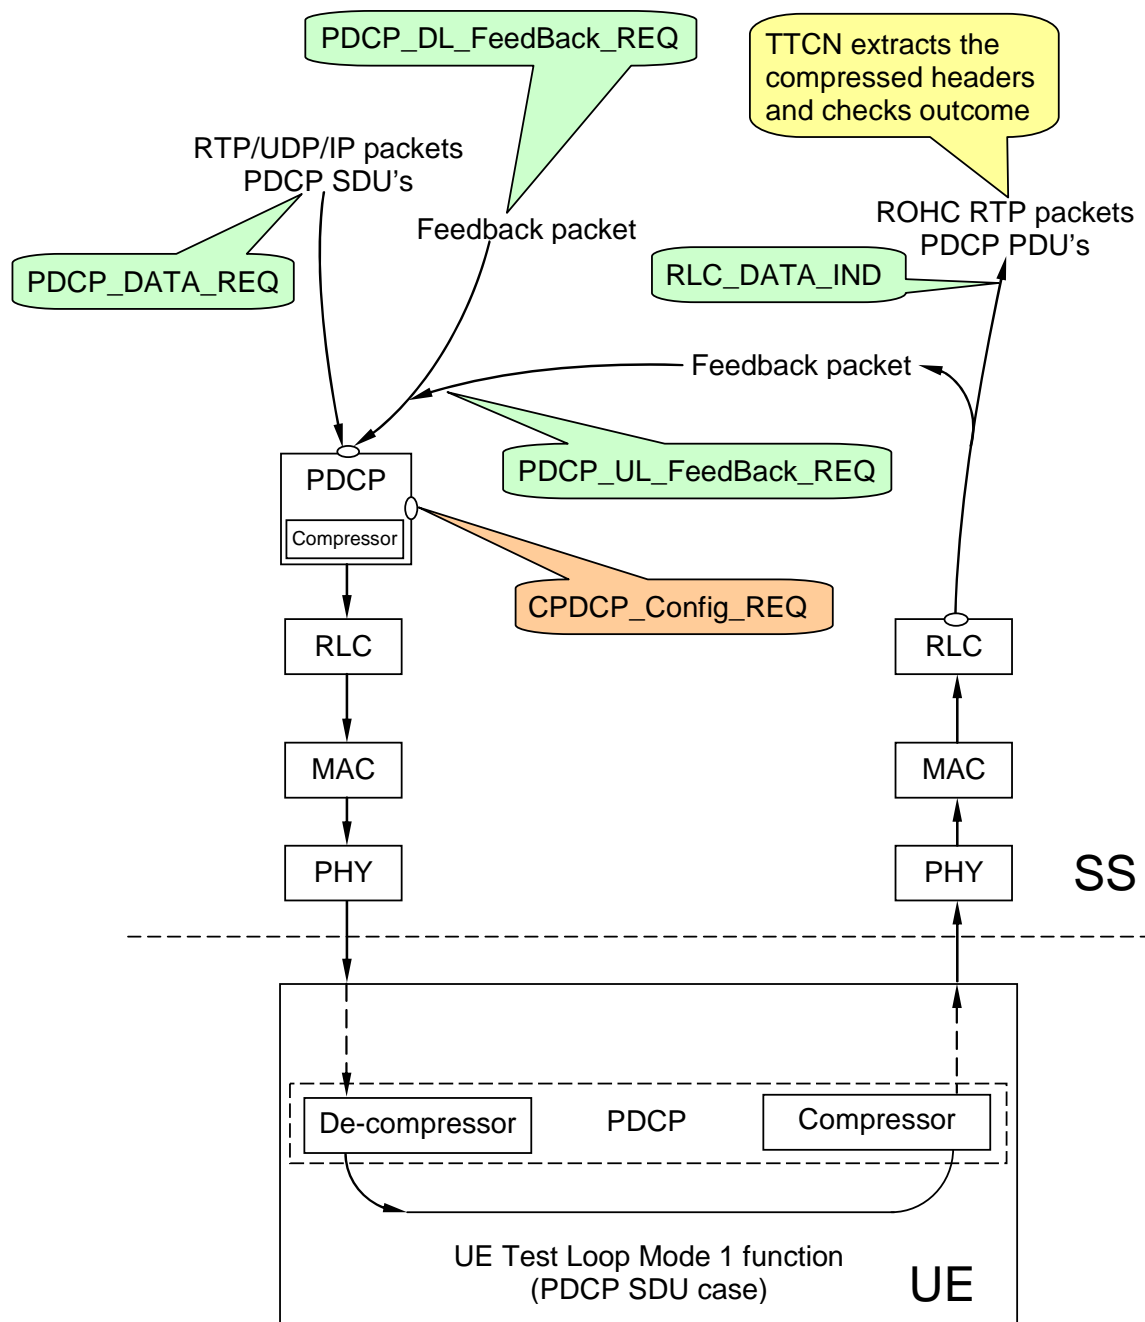 PDCP_DL_FeedBack_REQ
TTCN extracts the
compressed headers
and checks outcome
RTP/UDP/IP packets
PDCP SDU's
Feedback packet
ROHC RTP packets
PDCP PDU's
PDCP_DATA_REQ
RLC_DATA_IND
Feedback packet
PDCP
Compressor
PDCP_UL_FeedBack_REQ
CPDCP_Config_REQ
RLC
RLC
MAC
MAC
PHY
PHY
SS
De-compressor
PDCP
Compressor
UE Test Loop Mode 1 function
(PDCP SDU case)
UE